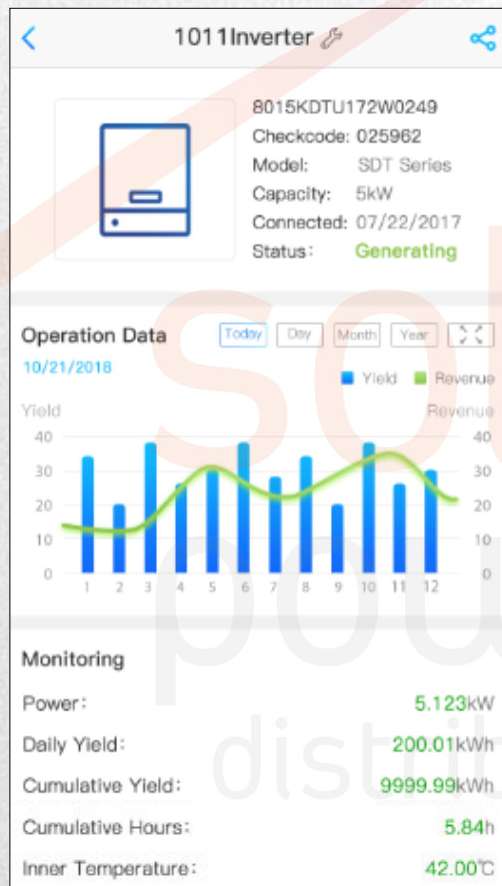 1011Inverter
8015KDTU172W0249
Checkcode: 025962
Model: SDT Series
Capacity: 5kW
Connected: 07/22/2017
Status: Generating
Operation Data Today Day Month Year
10/21/2018
Yield Revenue
Yield Revenue
40 40
30 30
20 20
10 10
0 0
1 2 3 4 5 6 7 8 9 10 11 12
Monitoring
Power: 5.123kW
Daily Yield: 200.01kWh
Cumulative Yield: 9999.99kWh
Cumulative Hours: 5.84h
Inner Temperature: 42.00℃